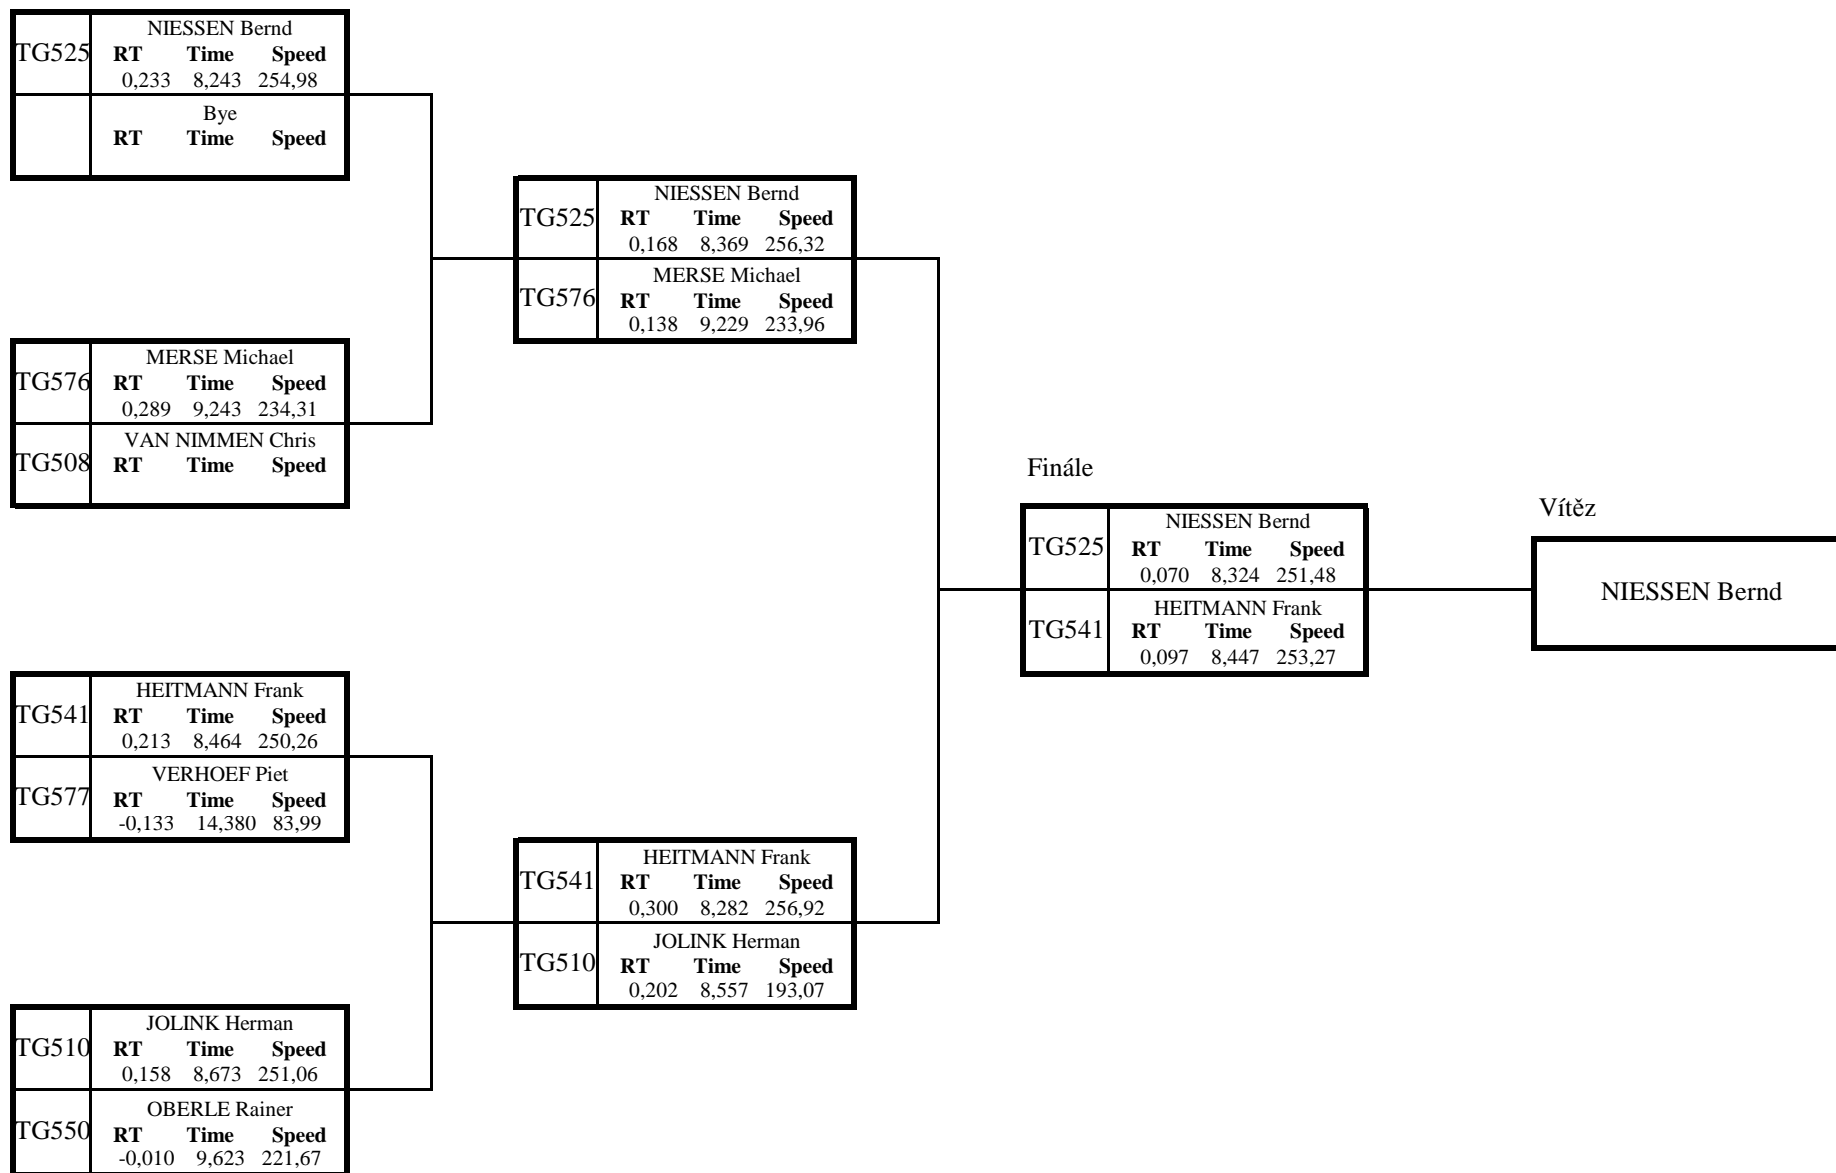 NIESSEN Bernd
TG525 RT Time Speed
0,233 8,243 254,98
Bye
RT Time Speed
NIESSEN Bernd
TG525 RT Time Speed
0,168 8,369 256,32
MERSE Michael
TG576 RT Time Speed
0,138 9,229 233,96
MERSE Michael
TG576 RT Time Speed
0,289 9,243 234,31
VAN NIMMEN Chris
TG508 RT Time Speed
Finále
NIESSEN Bernd
TG525 RT Time Speed
0,070 8,324 251,48
HEITMANN Frank
TG541 RT Time Speed
0,097 8,447 253,27
Vítěz
NIESSEN Bernd
HEITMANN Frank
TG541 RT Time Speed
0,213 8,464 250,26
VERHOEF Piet
TG577 RT Time Speed
-0,133 14,380 83,99
HEITMANN Frank
TG541 RT Time Speed
0,300 8,282 256,92
JOLINK Herman
TG510 RT Time Speed
0,202 8,557 193,07
JOLINK Herman
TG510 RT Time Speed
0,158 8,673 251,06
OBERLE Rainer
TG550 RT Time Speed
-0,010 9,623 221,67